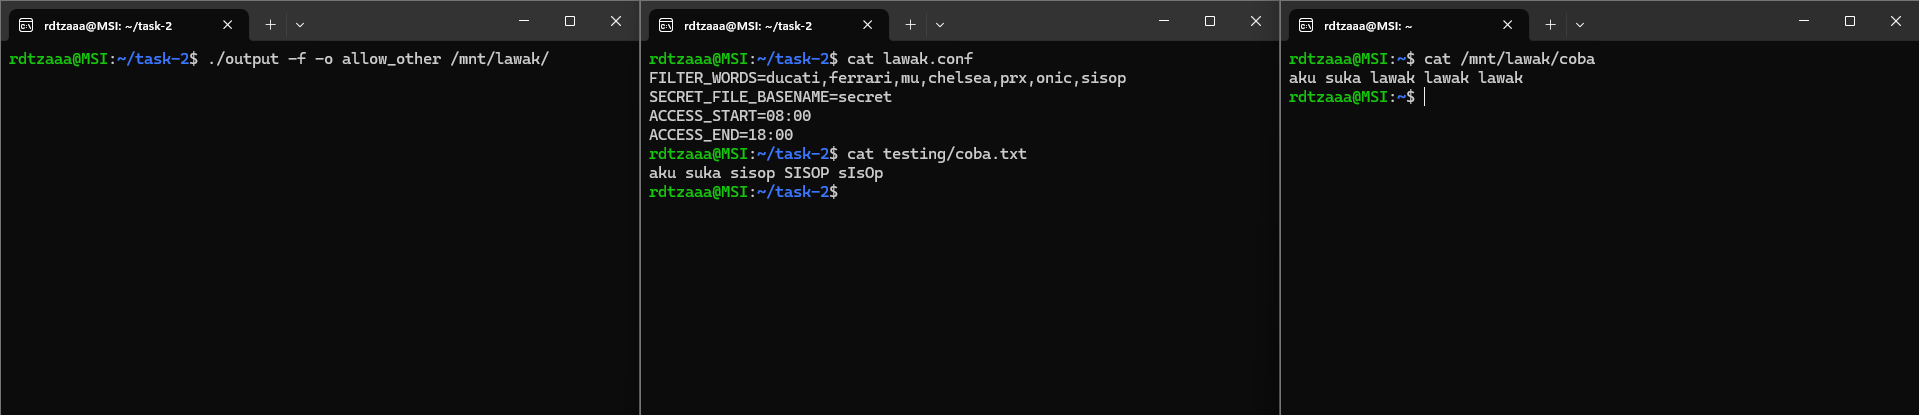 rdtzaaa@MSI: ~/task-2
rdtzaaa@MSI:~/task-2$ ./output -f -o allow_other /mnt/lawak/
rdtzaaa@MSI: ~/task-2
rdtzaaa@MSI:~/task-2$ cat lawak.conf
FILTER_WORDS=ducati,ferrari,mu,chelsea,prx,onic,sisop
SECRET_FILE_BASENAME=secret
ACCESS_START=08:00
ACCESS_END=18:00
rdtzaaa@MSI:~/task-2$ cat testing/coba.txt
aku suka sisop SISOP sIsOp
rdtzaaa@MSI:~/task-2$
rdtzaaa@MSI: ~
rdtzaaa@MSI:~$ cat /mnt/lawak/coba
aku suka lawak lawak lawak
rdtzaaa@MSI:~$